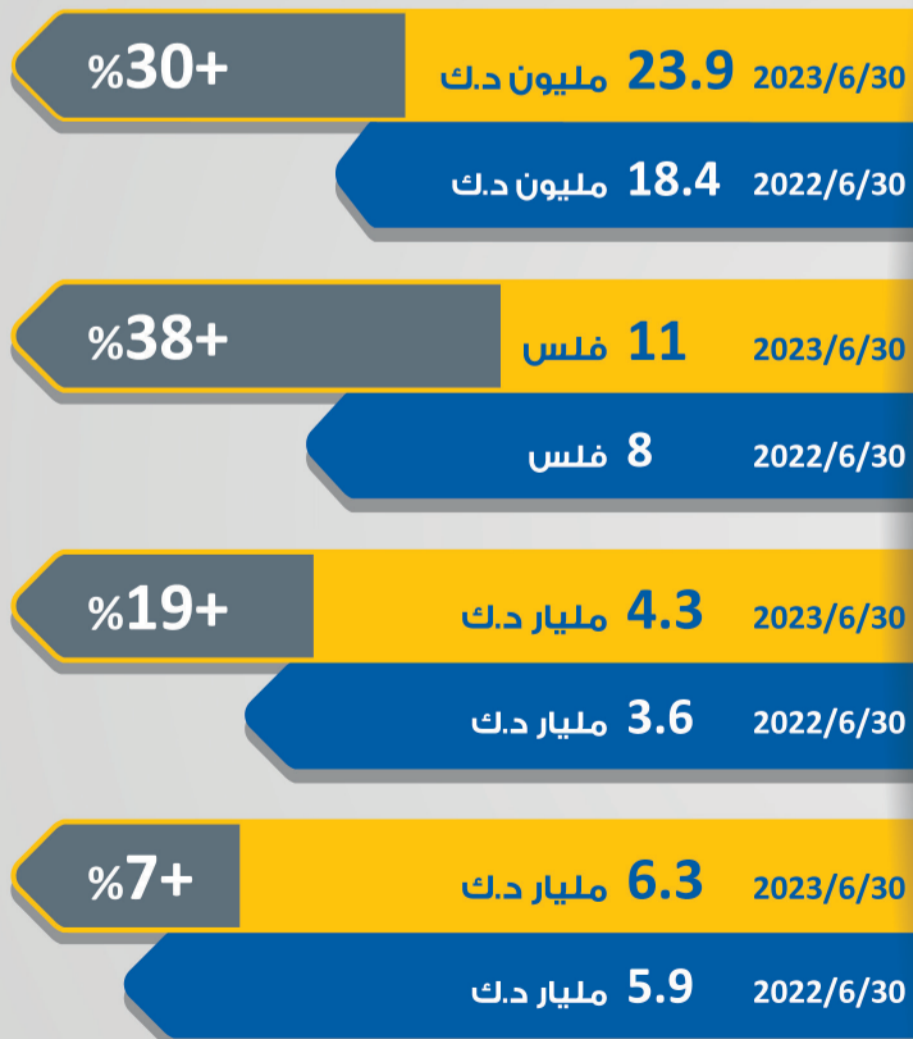 2023/6/30 23.9 مليون د.ك %30+
2022/6/30 18.4 مليون د.ك
2023/6/30 11 فلس %38+
2022/6/30 8 فلس
2023/6/30 4.3 مليار د.ك %19+
2022/6/30 3.6 مليار د.ك
2023/6/30 6.3 مليار د.ك %7+
2022/6/30 5.9 مليار د.ك